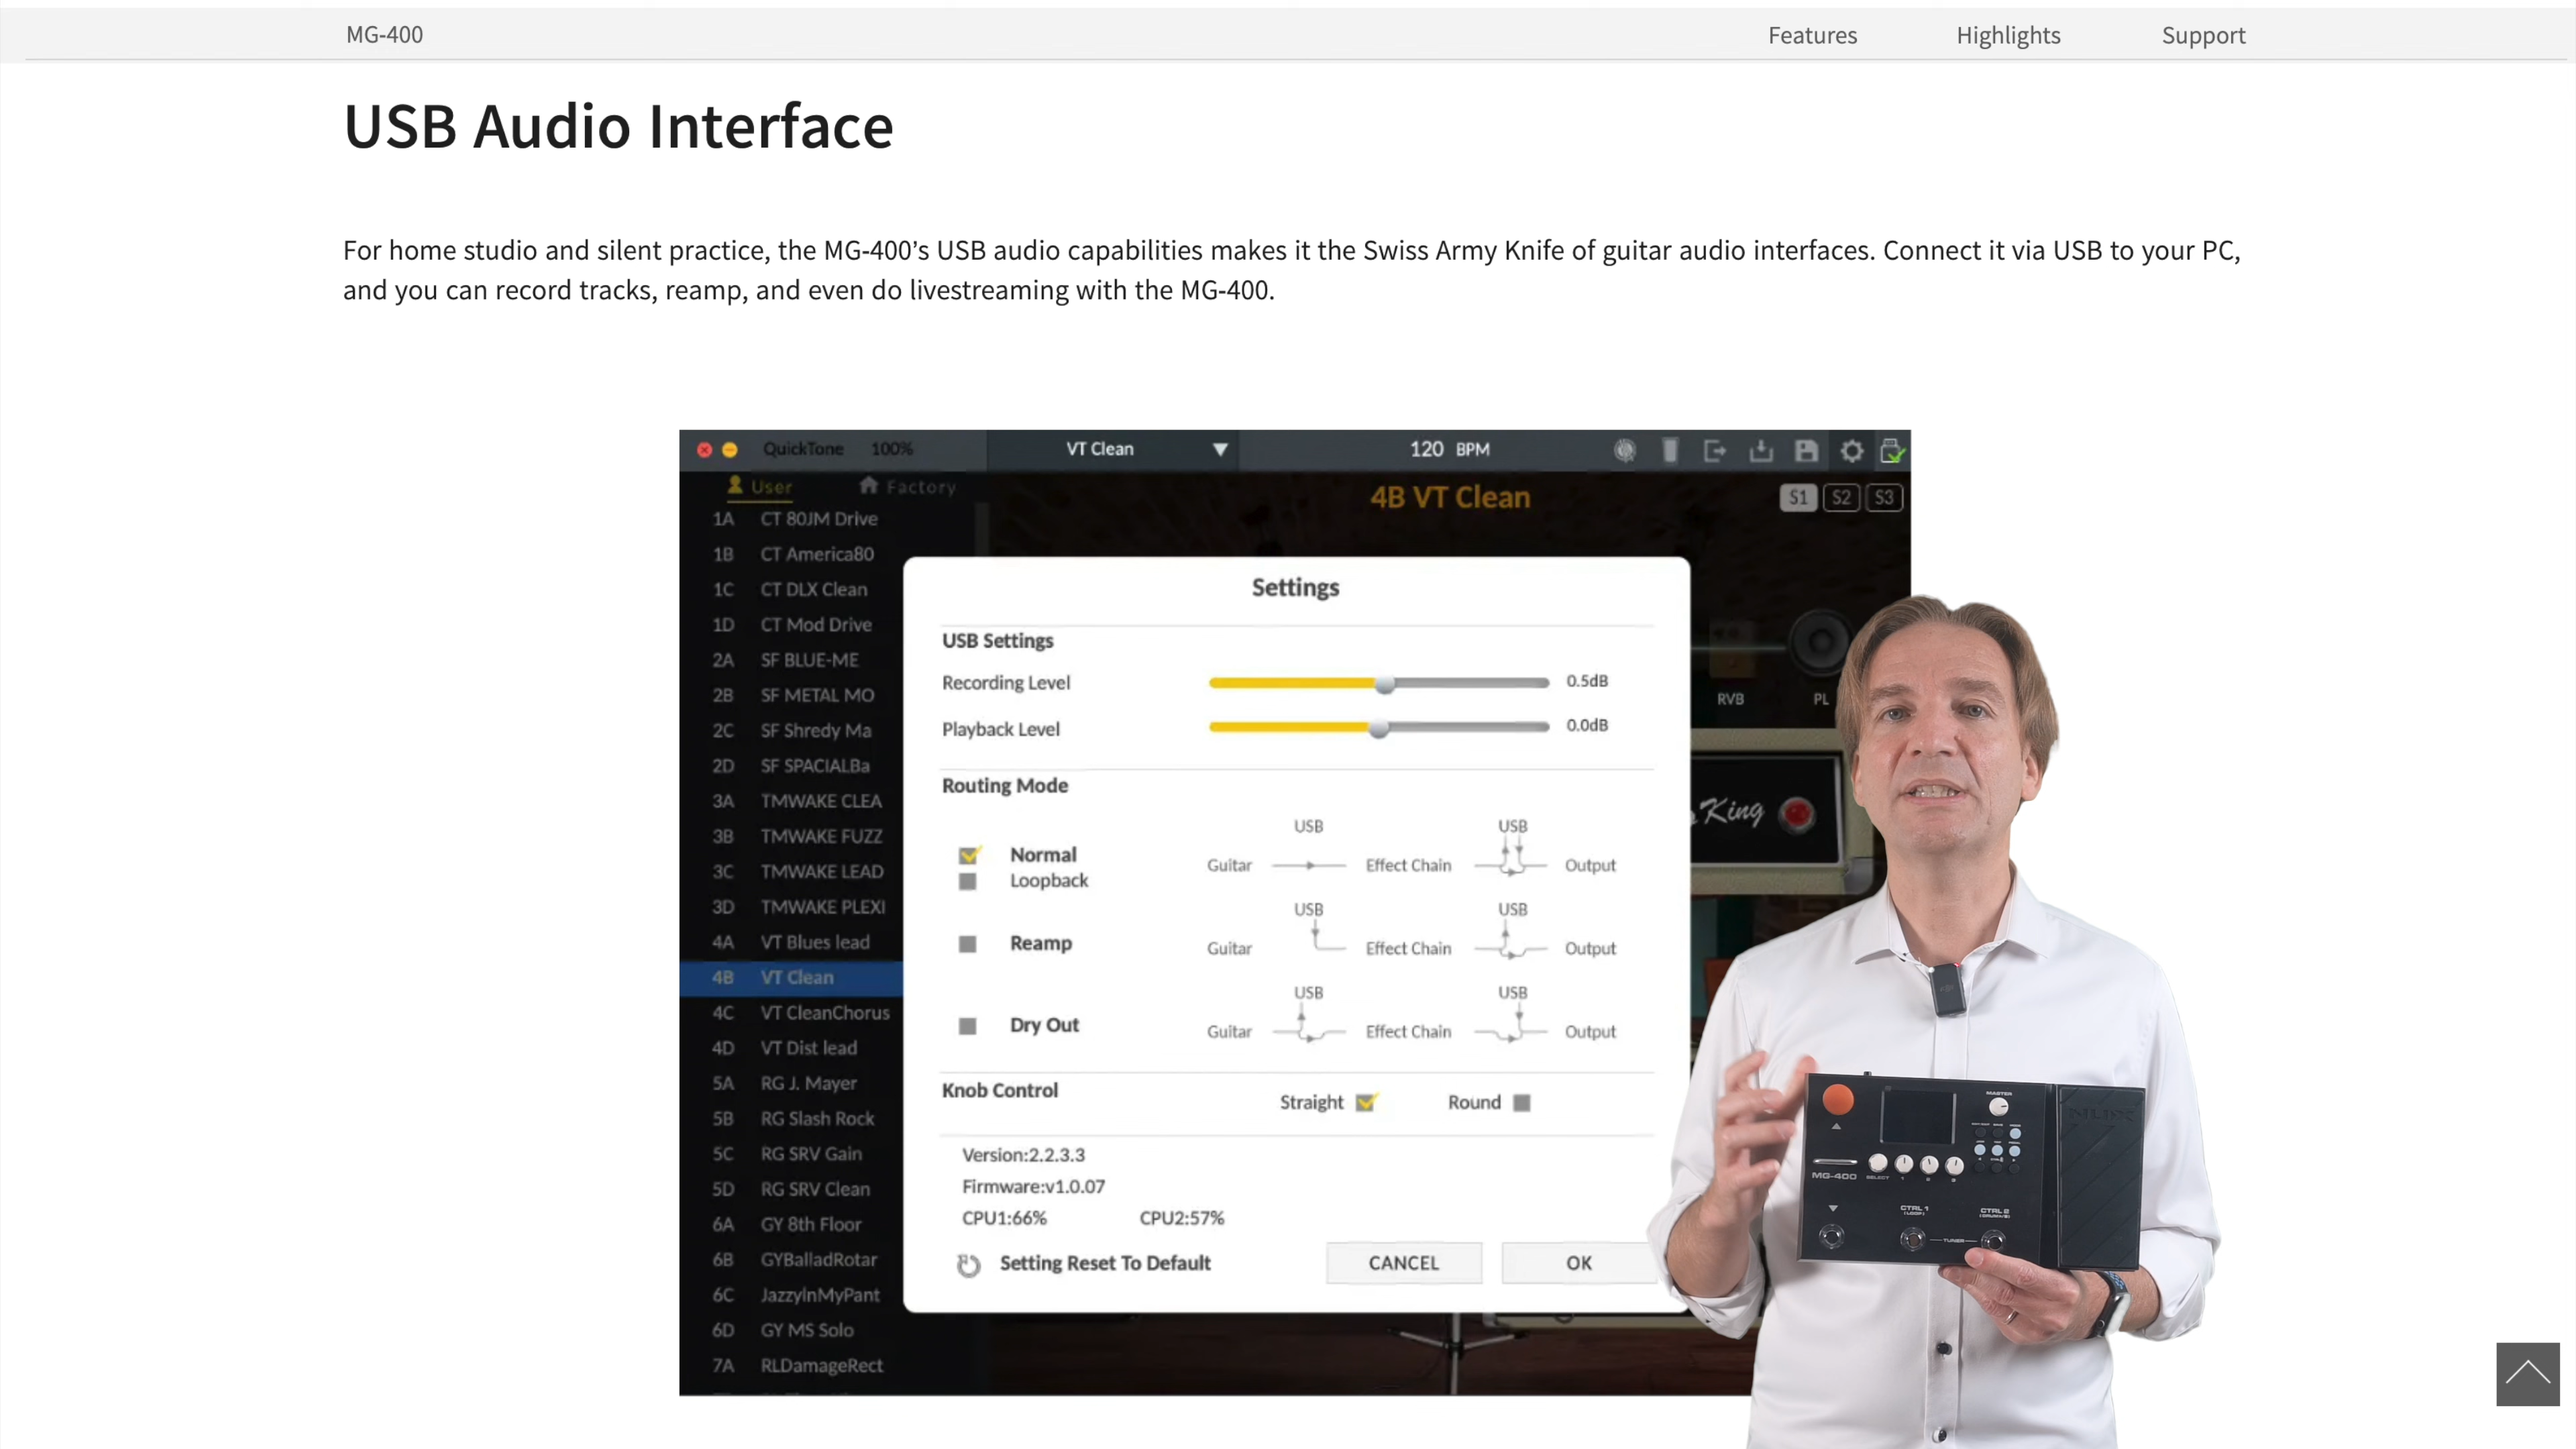 MG-400
Features
Highlights
Support
USB Audio Interface
For home studio and silent practice, the MG-400’s USB audio capabilities makes it the Swiss Army Knife of guitar audio interfaces. Connect it via USB to your PC,
and you can record tracks, reamp, and even do livestreaming with the MG-400.
QuickTone 100%
VT Clean
120 BPM
User
Factory
4B VT Clean
S1 S2 S3
1A CT 80JM Drive
1B CT America80
1C CT DLX Clean
1D CT Mod Drive
2A SF BLUE-ME
2B SF METAL MO
2C SF Shredy Ma
2D SF SPACIALBa
3A TMWAKE CLEA
3B TMWAKE FUZZ
3C TMWAKE LEAD
3D TMWAKE PLEXI
4A VT Blues lead
4B VT Clean
4C VT CleanChorus
4D VT Dist lead
5A RG J. Mayer
5B RG Slash Rock
5C RG SRV Gain
5D RG SRV Clean
6A GY 8th Floor
6B GYBalladRotar
6C JazzyInMyPant
6D GY MS Solo
7A RLDamageRect
Settings
USB Settings
Recording Level 0.5dB
Playback Level 0.0dB
Routing Mode
USB USB
Normal Guitar Effect Chain Output
Loopback
USB USB
Reamp Guitar Effect Chain Output
USB USB
Dry Out Guitar Effect Chain Output
Knob Control Straight Round
Version:2.2.3.3
Firmware:v1.0.07
CPU1:66% CPU2:57%
Setting Reset To Default
CANCEL
OK
RVB
PL
King
MASTER
NUX
MG-400
SELECT
CTRL 1
(LOOP)
CTRL 2
TUNER